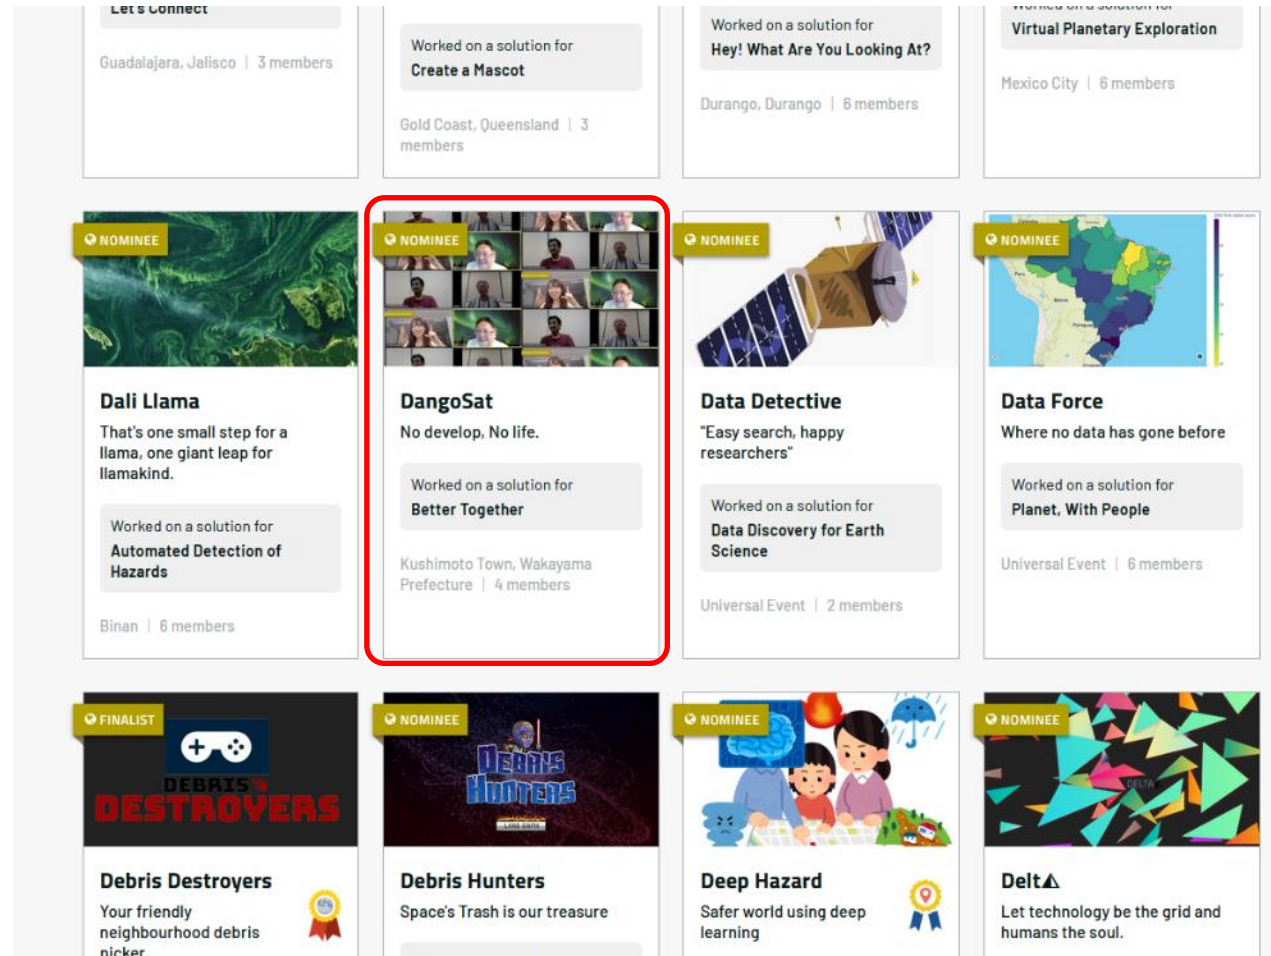 Let's Connect
Guadalajara, Jalisco | 3 members
Worked on a solution for
Create a Mascot
Gold Coast, Queensland | 3
members
Worked on a solution for
Hey! What Are You Looking At?
Durango, Durango | 6 members
Worked on a solution for
Virtual Planetary Exploration
Mexico City | 6 members
NOMINEE
Dali Llama
That's one small step for a
llama, one giant leap for
llamakind.
Worked on a solution for
Automated Detection of
Hazards
Binan | 6 members
NOMINEE
DangoSat
No develop, No life.
Worked on a solution for
Better Together
Kushimoto Town, Wakayama
Prefecture | 4 members
NOMINEE
Data Detective
"Easy search, happy
researchers"
Worked on a solution for
Data Discovery for Earth
Science
Universal Event | 2 members
NOMINEE
Data Force
Where no data has gone before
Worked on a solution for
Planet, With People
Universal Event | 6 members
FINALIST
DEBRIS
DESTROYERS
Debris Destroyers
Your friendly
neighbourhood debris
picker
NOMINEE
DEBRIS
HUNTERS
Debris Hunters
Space's Trash is our treasure
NOMINEE
Deep Hazard
Safer world using deep
learning
NOMINEE
DELTA
Delt◭
Let technology be the grid and
humans the soul.